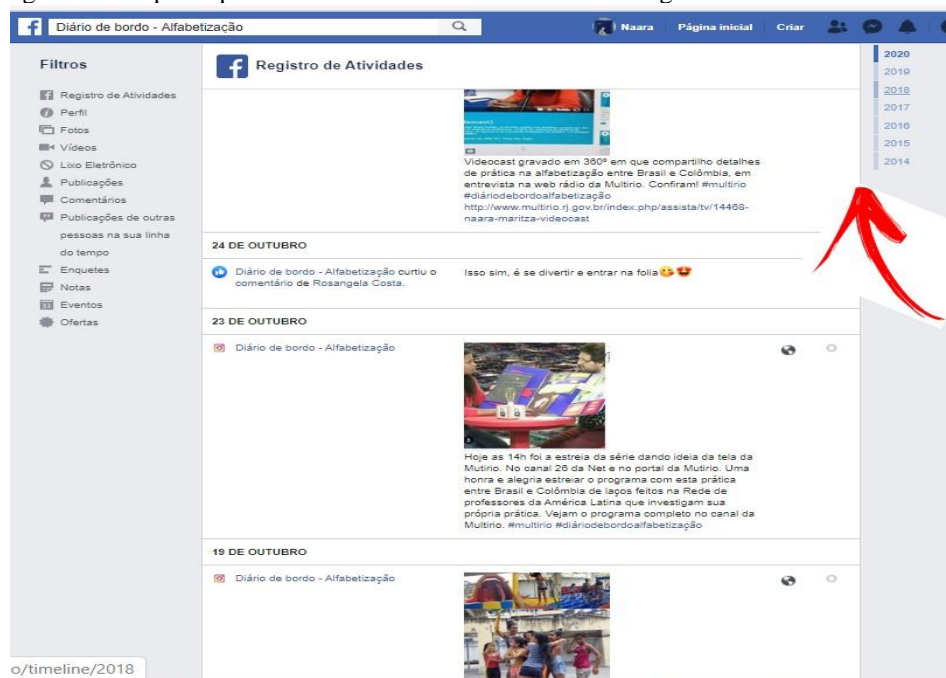 Diário de bordo - Alfabetização
Naara Página inicial Criar
Filtros
Registro de Atividades
Perfil
Fotos
Vídeos
Lixo Eletrônico
Publicações
Comentários
Publicações de outras
pessoas na sua linha
do tempo
Enquetes
Notas
Eventos
Ofertas
Registro de Atividades
Videocast gravado em 360º em que compartilho detalhes
de prática na alfabetização entre Brasil e Colômbia, em
entrevista na web rádio da Multirio. Confiram! #multirio
#diáriodebordoalfabetização
http://www.multirio.rj.gov.br/index.php/assista/tv/14468-
naara-maritza-videocast
24 DE OUTUBRO
Diário de bordo - Alfabetização curtiu o
comentário de Rosangela Costa.
Isso sim, é se divertir e entrar na folia
23 DE OUTUBRO
Diário de bordo - Alfabetização
Hoje as 14h foi a estreia da série dando ideia da tela da
Mutirio. No canal 26 da Net e no portal da Mutirio. Uma
honra e alegria estreiar o programa com esta prática
entre Brasil e Colômbia de laços feitos na Rede de
professores da América Latina que investigam sua
própria prática. Vejam o programa completo no canal da
Multirio. #multirio #diáriodebordoalfabetização
19 DE OUTUBRO
Diário de bordo - Alfabetização
2020
2019
2018
2017
2016
2015
2014
o/timeline/2018